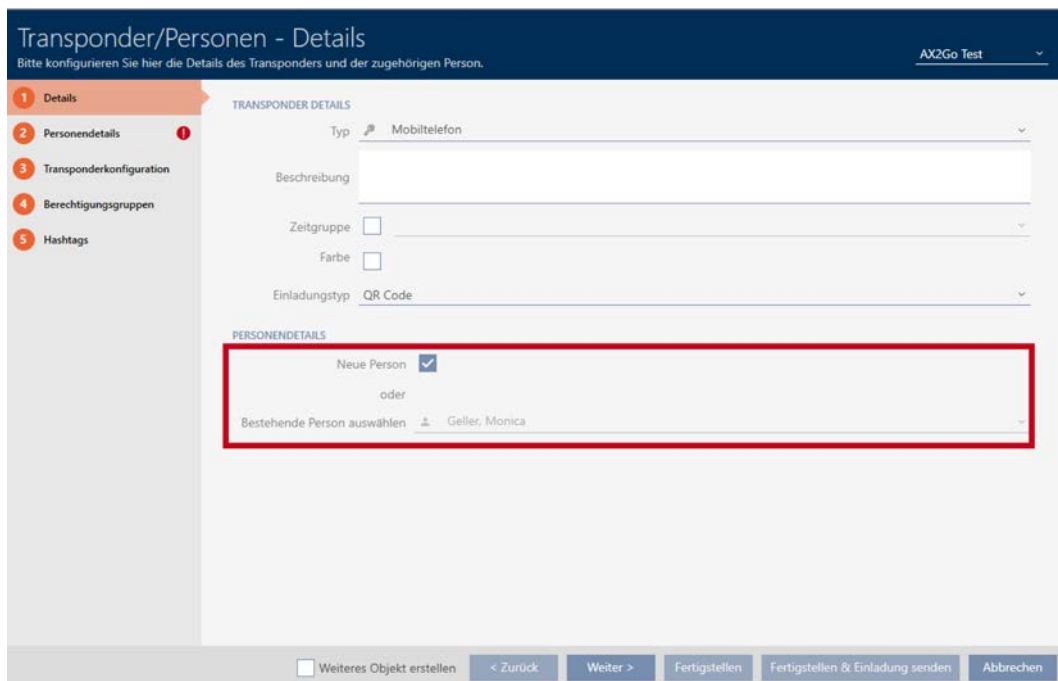 Transponder/Personen - Details
Bitte konfigurieren Sie hier die Details des Transponders und der zugehörigen Person.
AX2Go Test
1 Details
2 Personendetails !
3 Transponderkonfiguration
4 Berechtigungsgruppen
5 Hashtags
TRANSPONDER DETAILS
Typ Mobiltelefon
Beschreibung
Zeitgruppe
Farbe
Einladungstyp QR Code
PERSONENDETAILS
Neue Person
oder
Bestehende Person auswählen Geller, Monica
Weiteres Objekt erstellen < Zurück Weiter > Fertigstellen Fertigstellen & Einladung senden Abbrechen